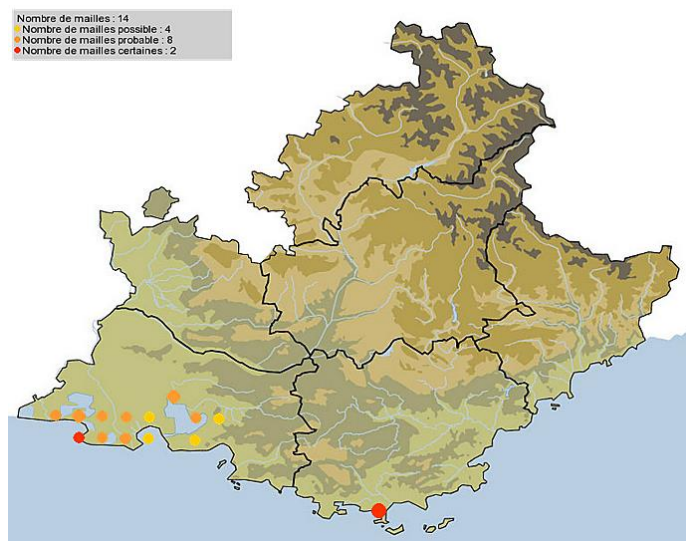 Nombre de mailles : 14
Nombre de mailles possible : 4
Nombre de mailles probable : 8
Nombre de mailles certaines : 2